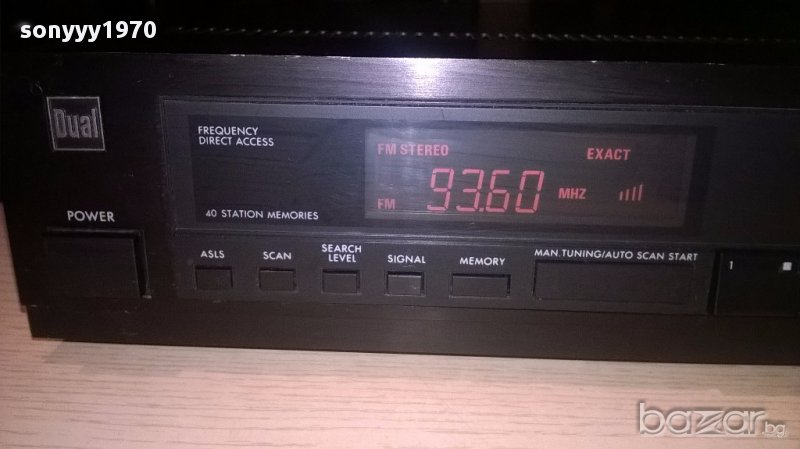 sonyyy1970
Dual
FREQUENCY
DIRECT ACCESS
FM STEREO
EXACT
FM 93.60 MHZ
40 STATION MEMORIES
POWER
ASLS
SCAN
SEARCH
LEVEL
SIGNAL
MEMORY
MAN.TUNING/AUTO SCAN START
1
bazar.bg